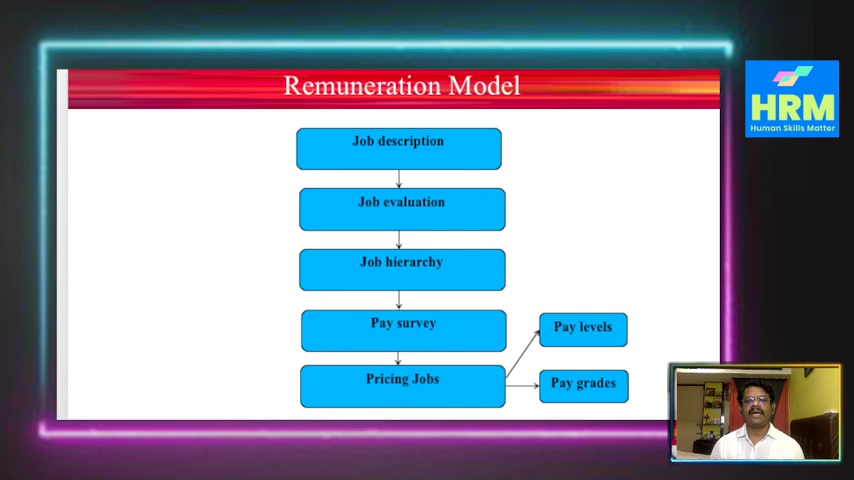 Remuneration Model
HRM
Human Skills Matter
Job description
Job evaluation
Job hierarchy
Pay survey
Pay levels
Pricing Jobs
Pay grades